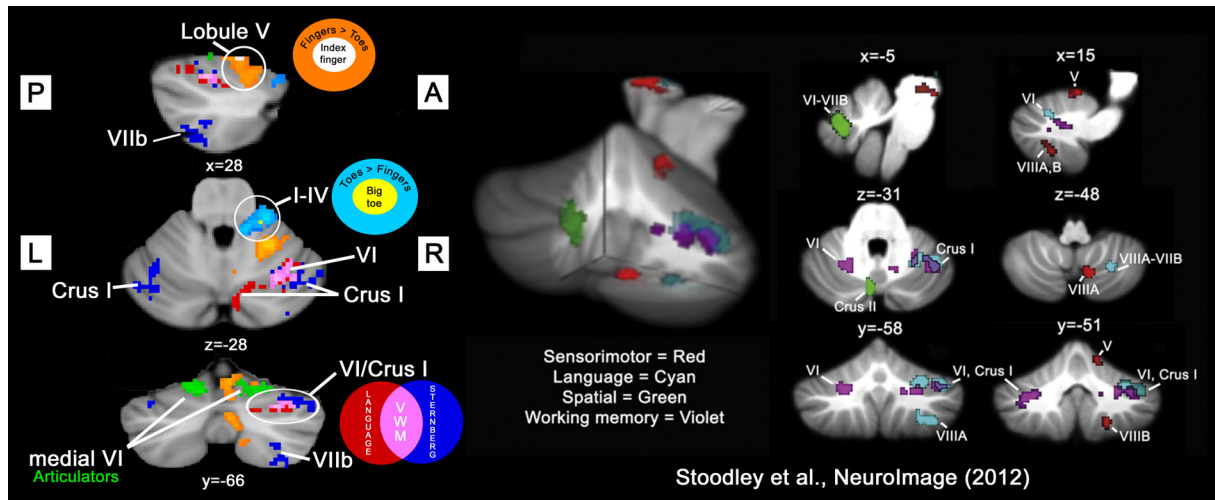 Lobule V
Fingers > Toes
Index
finger
P
A
VIIb
x=28
Toes > Fingers
Big
toe
I-IV
L
R
VI
Crus I
Crus I
z=-28
VI/Crus I
LANGUAGE
VWM
STERNBERG
medial VI
Articulators
VIIb
y=-66
Sensorimotor = Red
Language = Cyan
Spatial = Green
Working memory = Violet
x=-5
VI-VIIB
x=15
V
VI
VIIIA,B
z=-31
VI
Crus I
Crus II
z=-48
VIIIA-VIIB
VIIIA
y=-58
VI
VI, Crus I
VIIIA
y=-51
V
VI, Crus I
VI, Crus I
VIIIB
Stoodley et al., NeuroImage (2012)